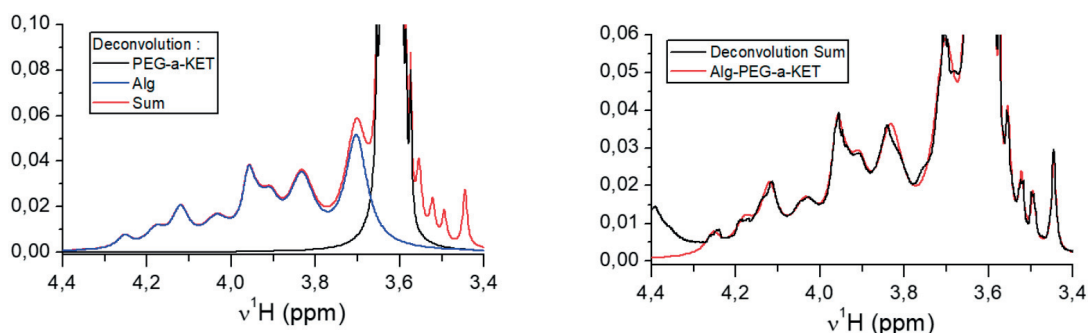 0,10
0,08
0,06
0,04
0,02
0,00
Deconvolution :
PEG-a-KET
Alg
Sum
4,4 4,2 4,0 3,8 3,6 3,4
ν¹H (ppm)
0,06
0,05
0,04
0,03
0,02
0,01
0,00
Deconvolution Sum
Alg-PEG-a-KET
4,4 4,2 4,0 3,8 3,6 3,4
ν¹H (ppm)